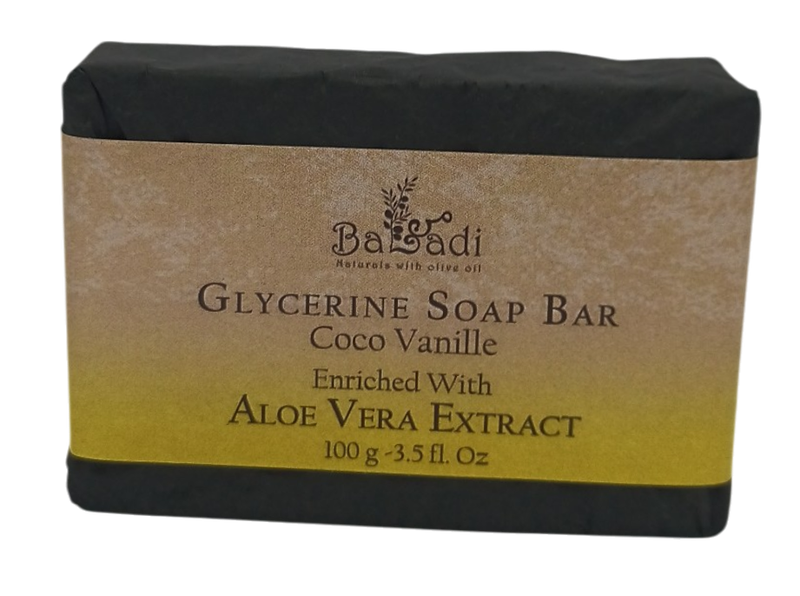 BaLadi
Naturals with olive oil
GLYCERINE SOAP BAR
Coco Vanille
Enriched With
ALOE VERA EXTRACT
100 g -3.5 fl. Oz